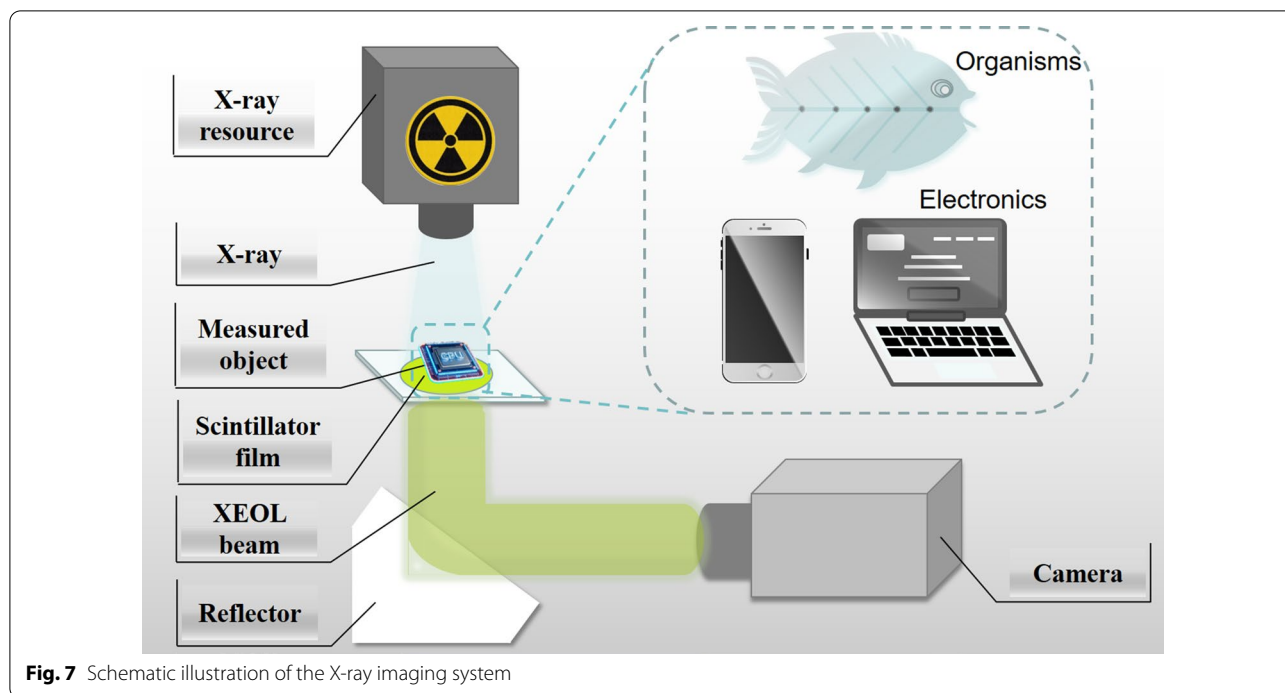 X-ray
resource
X-ray
Measured
object
Scintillator
film
XEOL
beam
Reflector
Organisms
Electronics
CPU
Camera
Fig. 7 Schematic illustration of the X-ray imaging system